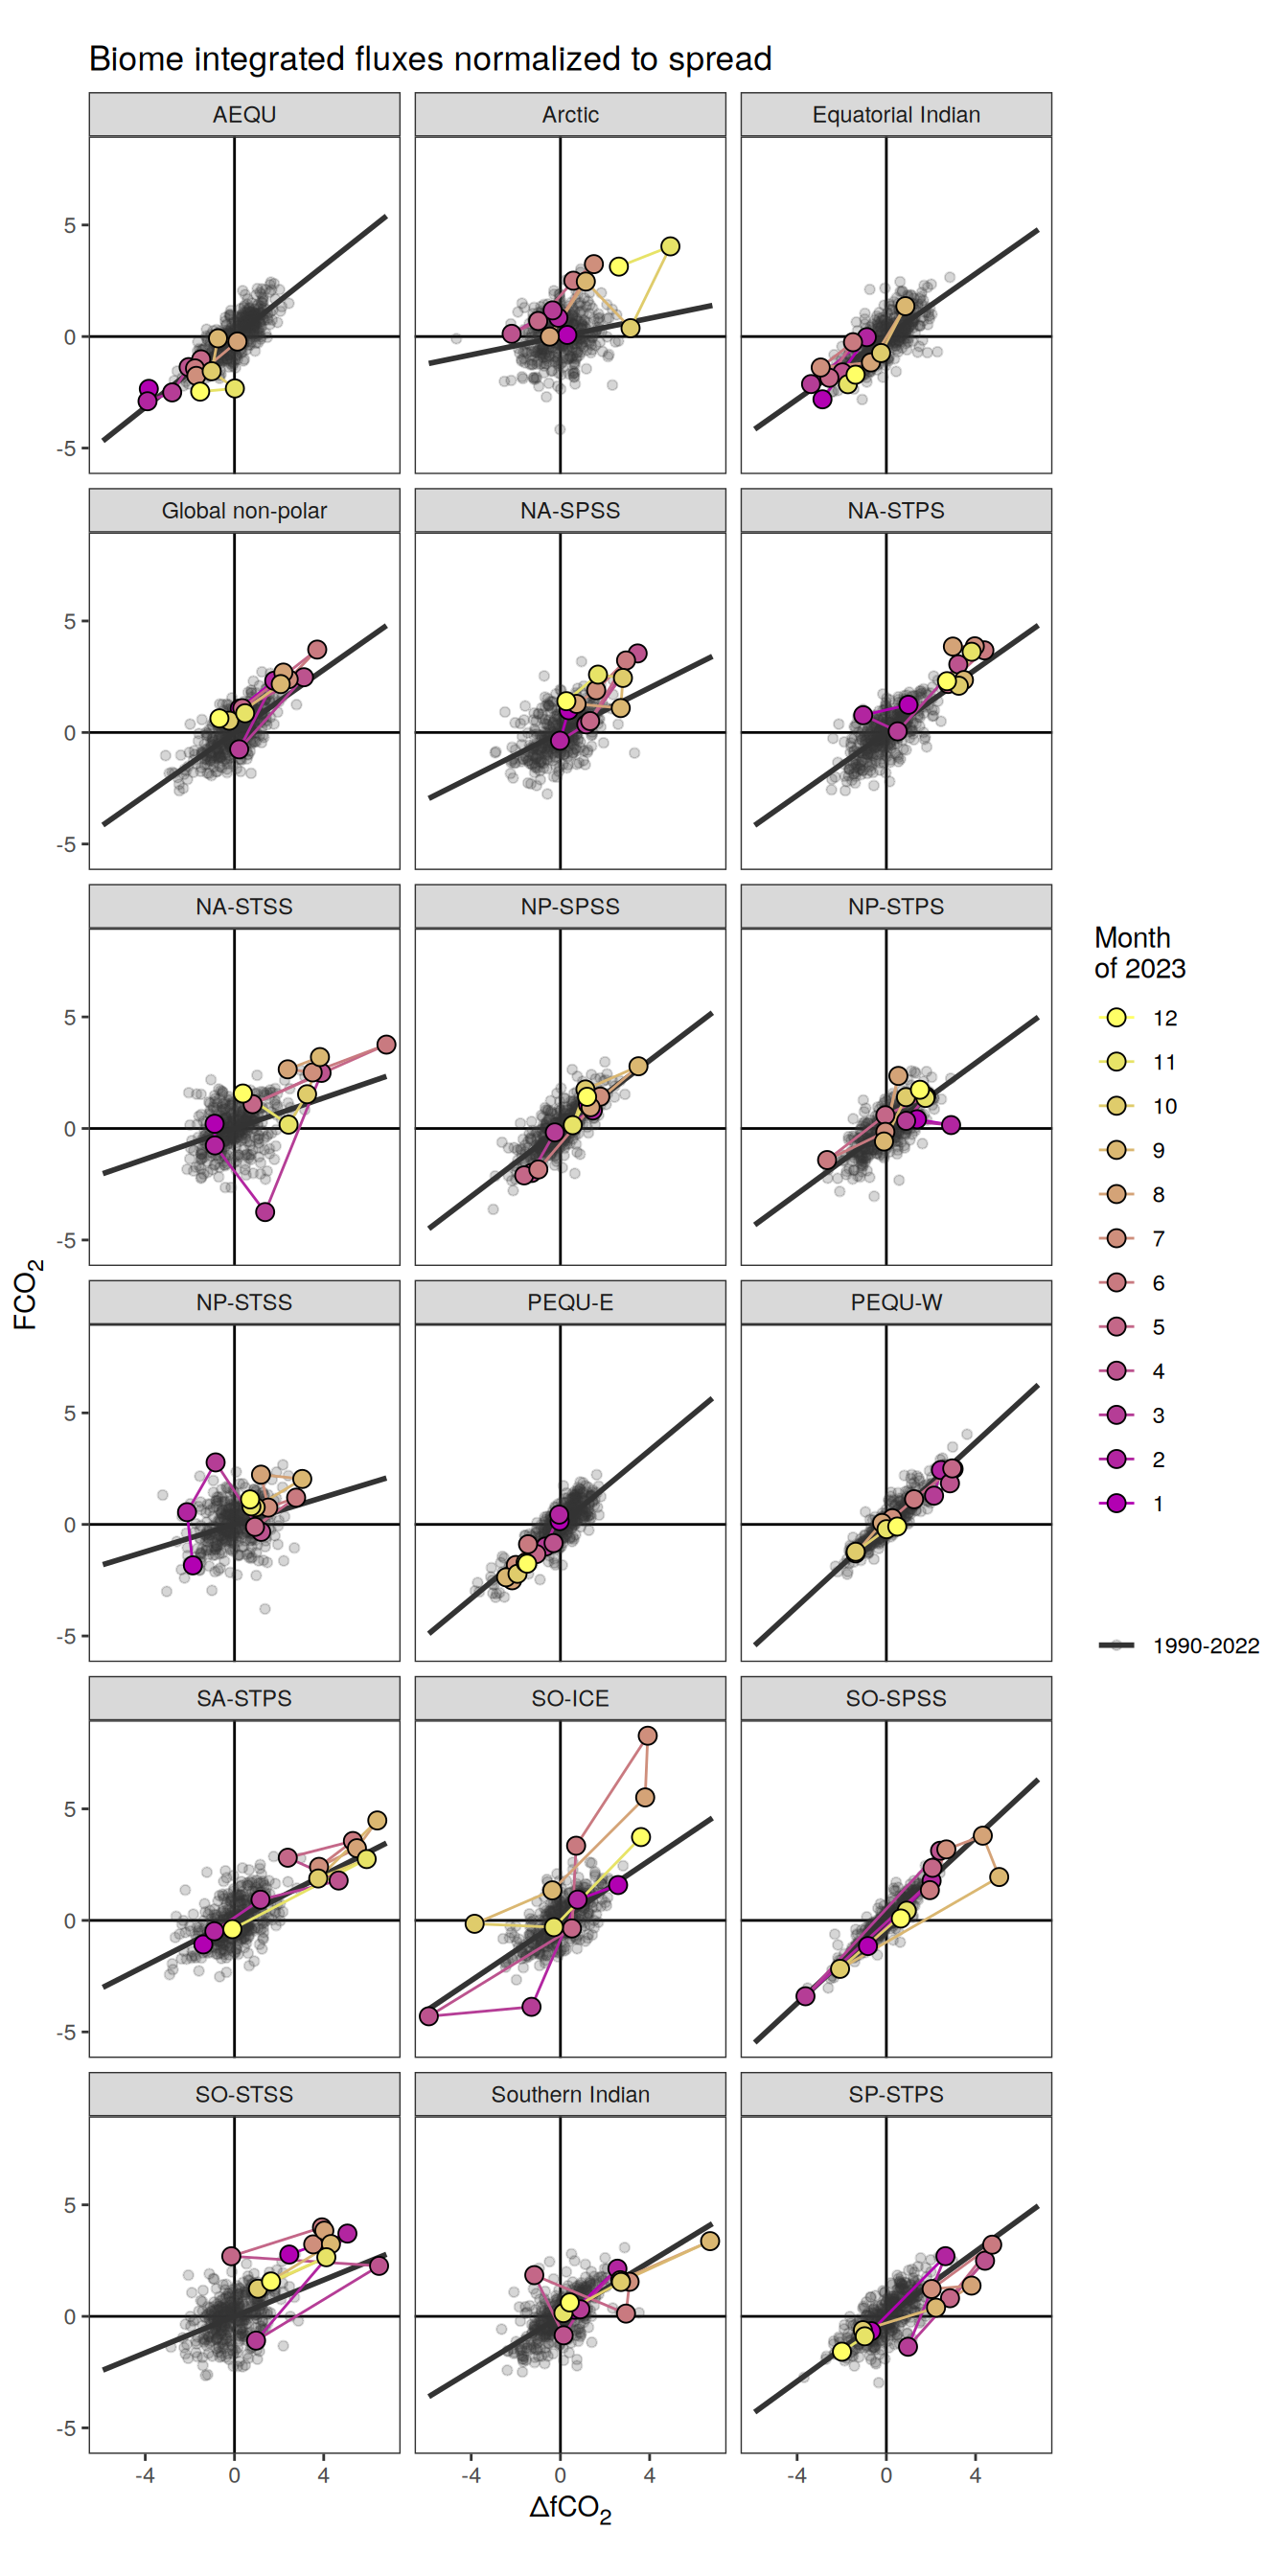 Biome integrated fluxes normalized to spread
AEQU
Arctic
Equatorial Indian
5
0
-5
Global non-polar
NA-SPSS
NA-STPS
5
0
-5
NA-STSS
NP-SPSS
NP-STPS
5
0
-5
NP-STSS
PEQU-E
PEQU-W
5
0
-5
SA-STPS
SO-ICE
SO-SPSS
5
0
-5
SO-STSS
Southern Indian
SP-STPS
5
0
-5
-4 0 4
-4 0 4
-4 0 4
ΔfCO2
FCO2
Month
of 2023
12
11
10
9
8
7
6
5
4
3
2
1
1990-2022